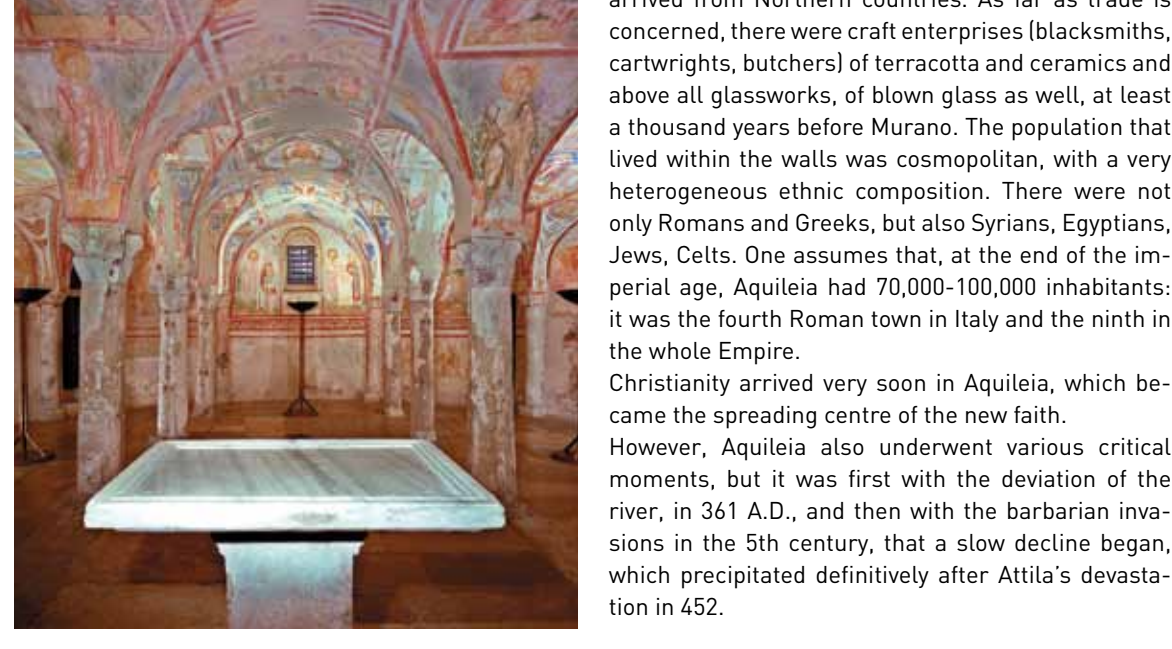 arrived from Northern countries. As far as trade is
concerned, there were craft enterprises (blacksmiths,
cartwrights, butchers) of terracotta and ceramics and
above all glassworks, of blown glass as well, at least
a thousand years before Murano. The population that
lived within the walls was cosmopolitan, with a very
heterogeneous ethnic composition. There were not
only Romans and Greeks, but also Syrians, Egyptians,
Jews, Celts. One assumes that, at the end of the im-
perial age, Aquileia had 70,000-100,000 inhabitants:
it was the fourth Roman town in Italy and the ninth in
the whole Empire.
Christianity arrived very soon in Aquileia, which be-
came the spreading centre of the new faith.
However, Aquileia also underwent various critical
moments, but it was first with the deviation of the
river, in 361 A.D., and then with the barbarian inva-
sions in the 5th century, that a slow decline began,
which precipitated definitively after Attila’s devasta-
tion in 452.